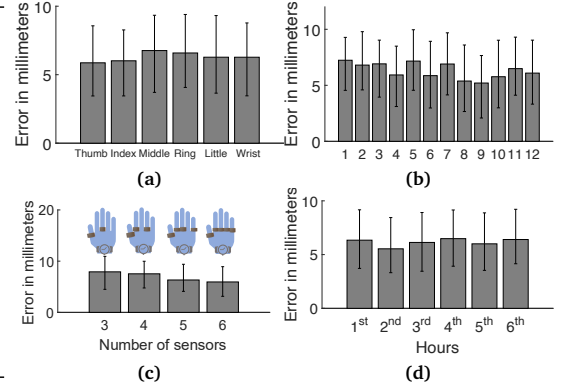 Error in millimeters
10
5
0
Thumb Index Middle Ring Little Wrist
(a)
Error in millimeters
10
5
0
1 2 3 4 5 6 7 8 9 10 11 12
(b)
Error in millimeters
20
10
0
3 4 5 6
Number of sensors
(c)
Error in millimeters
10
5
0
1st 2nd 3rd 4th 5th 6th
Hours
(d)